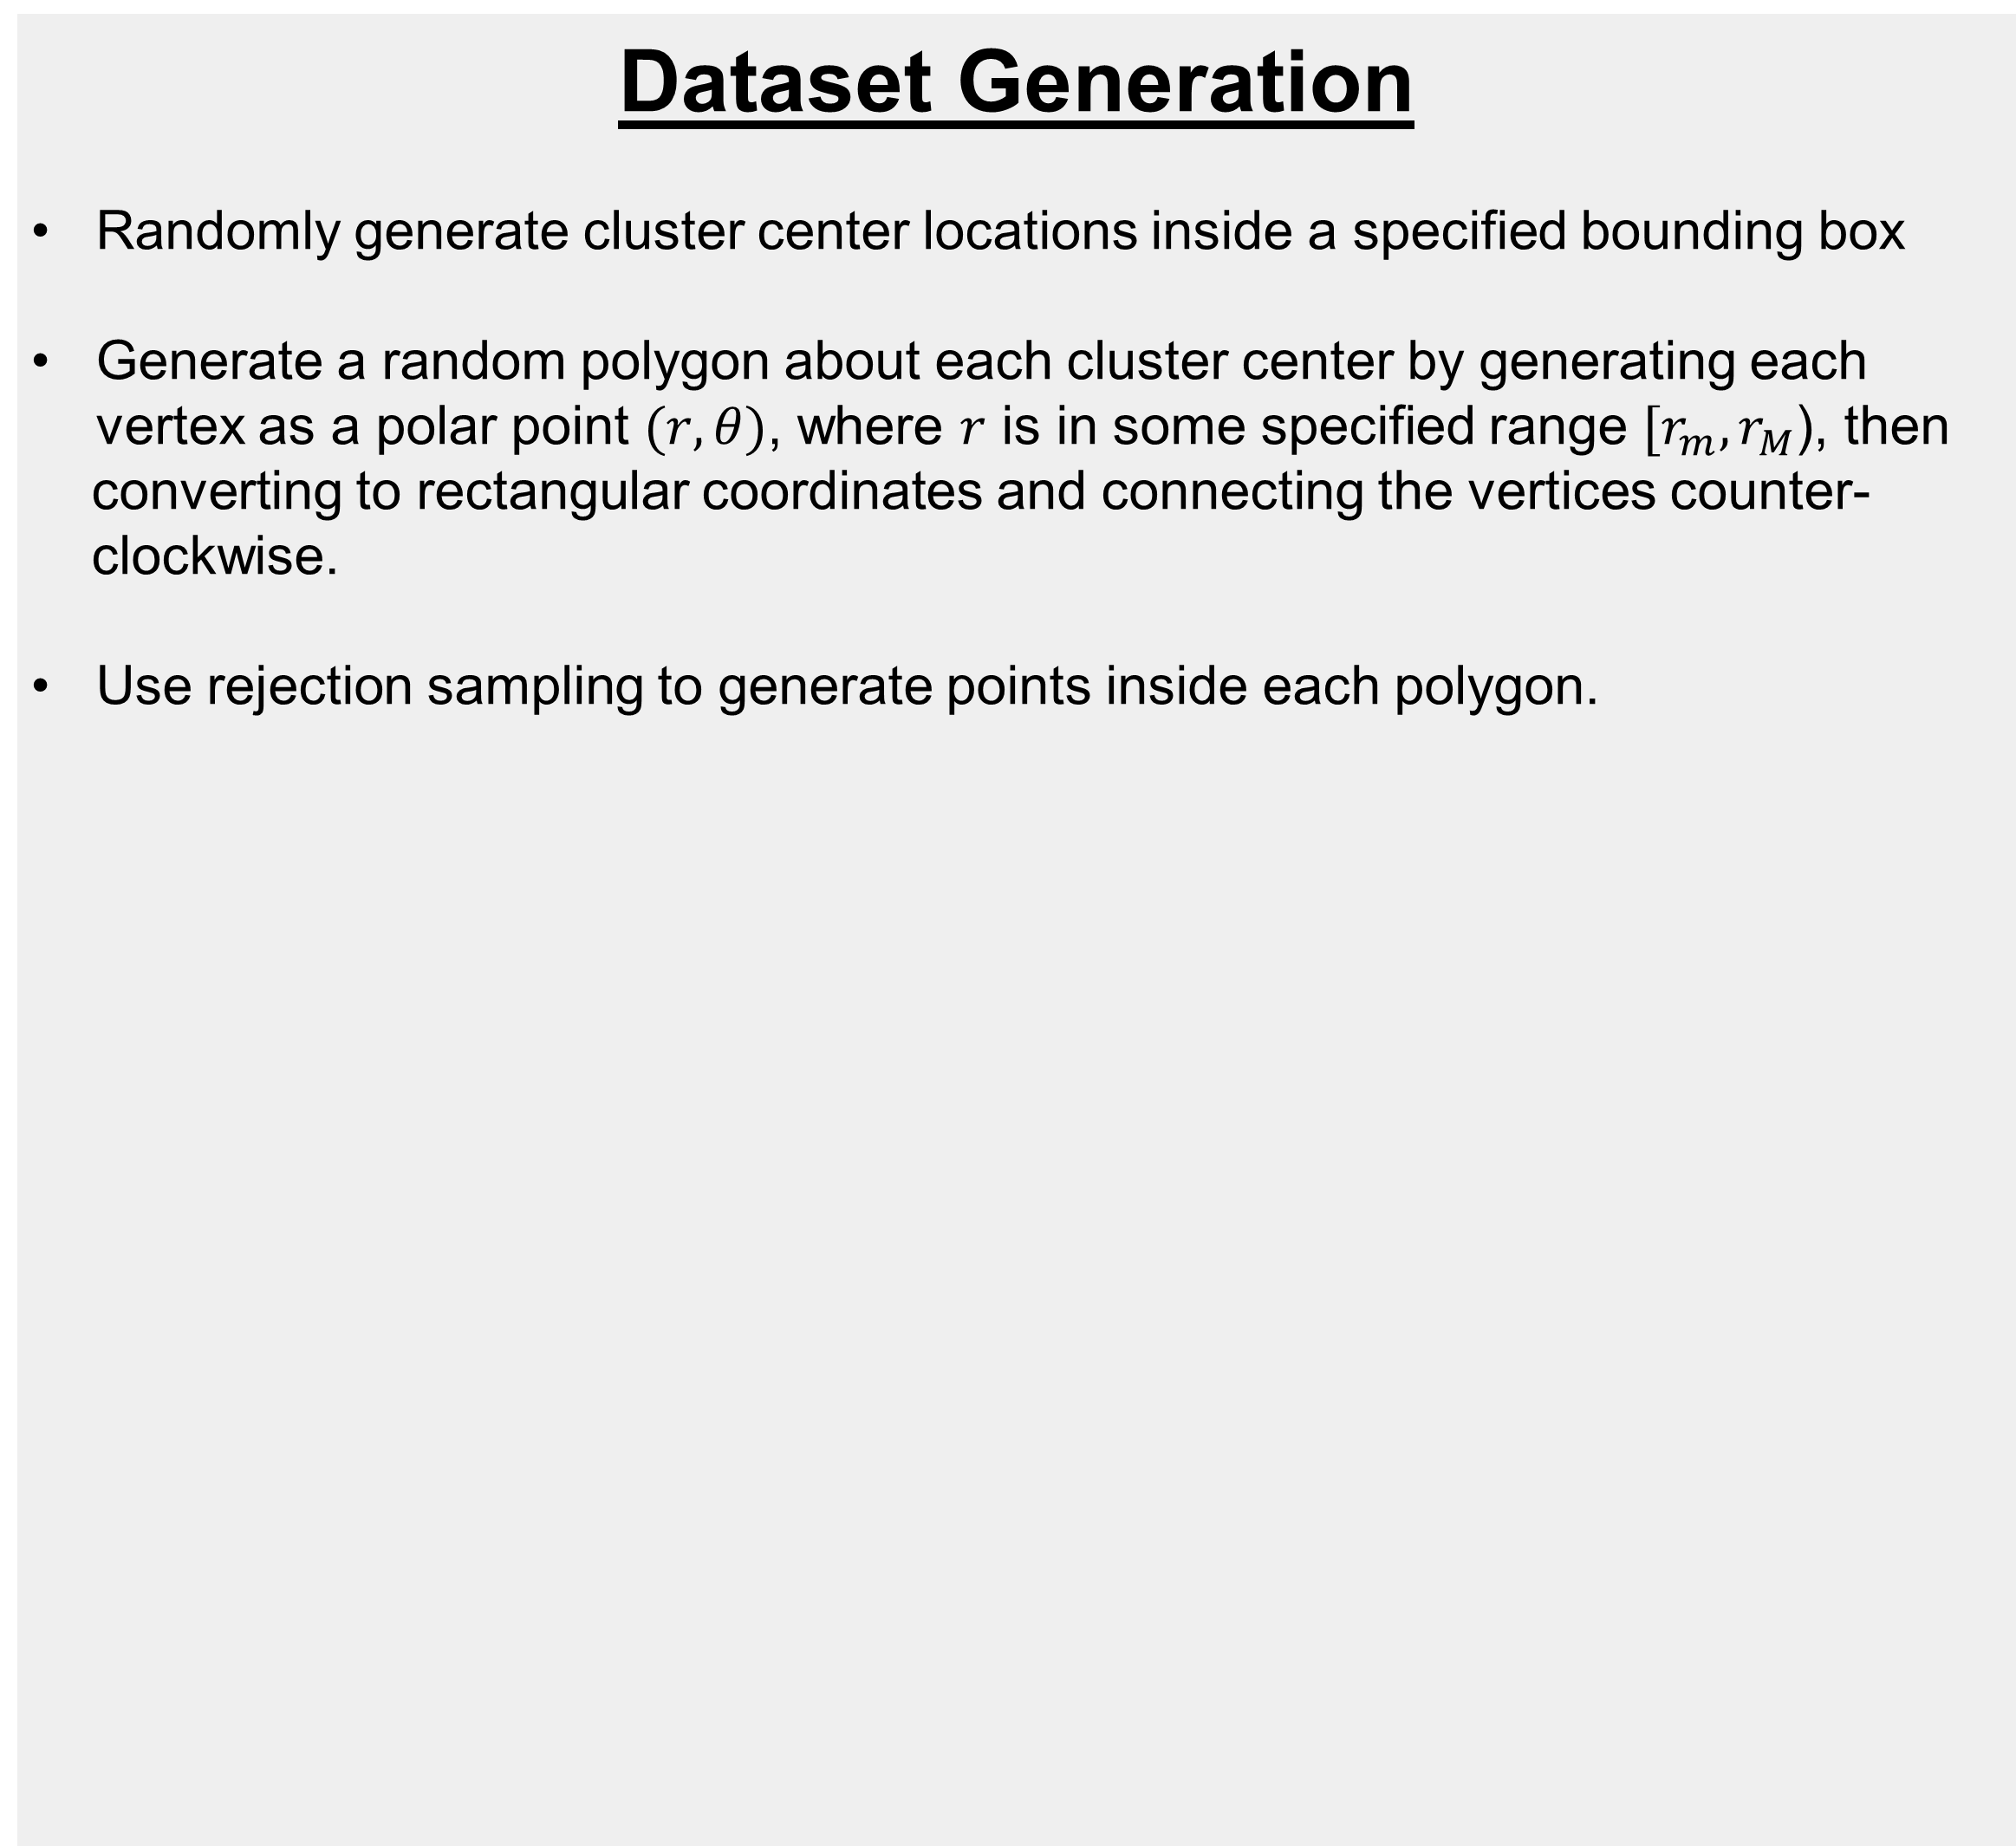 Dataset Generation
• Randomly generate cluster center locations inside a specified bounding box
• Generate a random polygon about each cluster center by generating each
vertex as a polar point (r, θ), where r is in some specified range [r_m, r_M), then
converting to rectangular coordinates and connecting the vertices counter-
clockwise.
• Use rejection sampling to generate points inside each polygon.